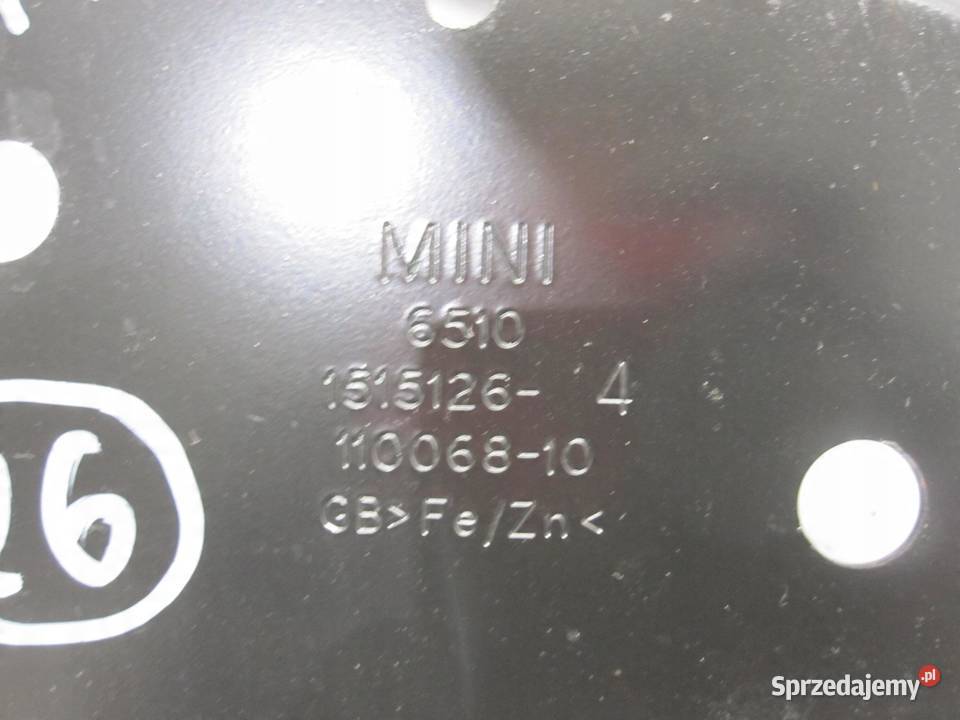 MINI
6510
1515126- 4
110068-10
GB>Fe/Zn<
26
Sprzedajemy.pl